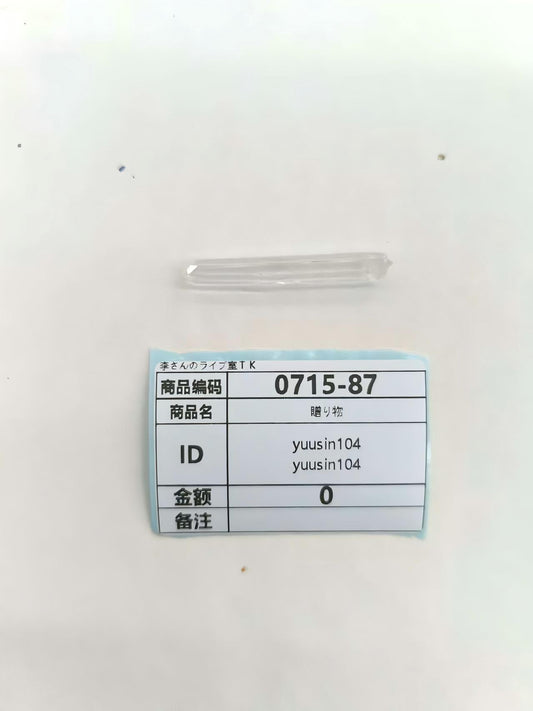 李さんのライブ室TK
商品编码 0715-87
商品名 贈り物
ID yuusin104
yuusin104
金额 0
备注